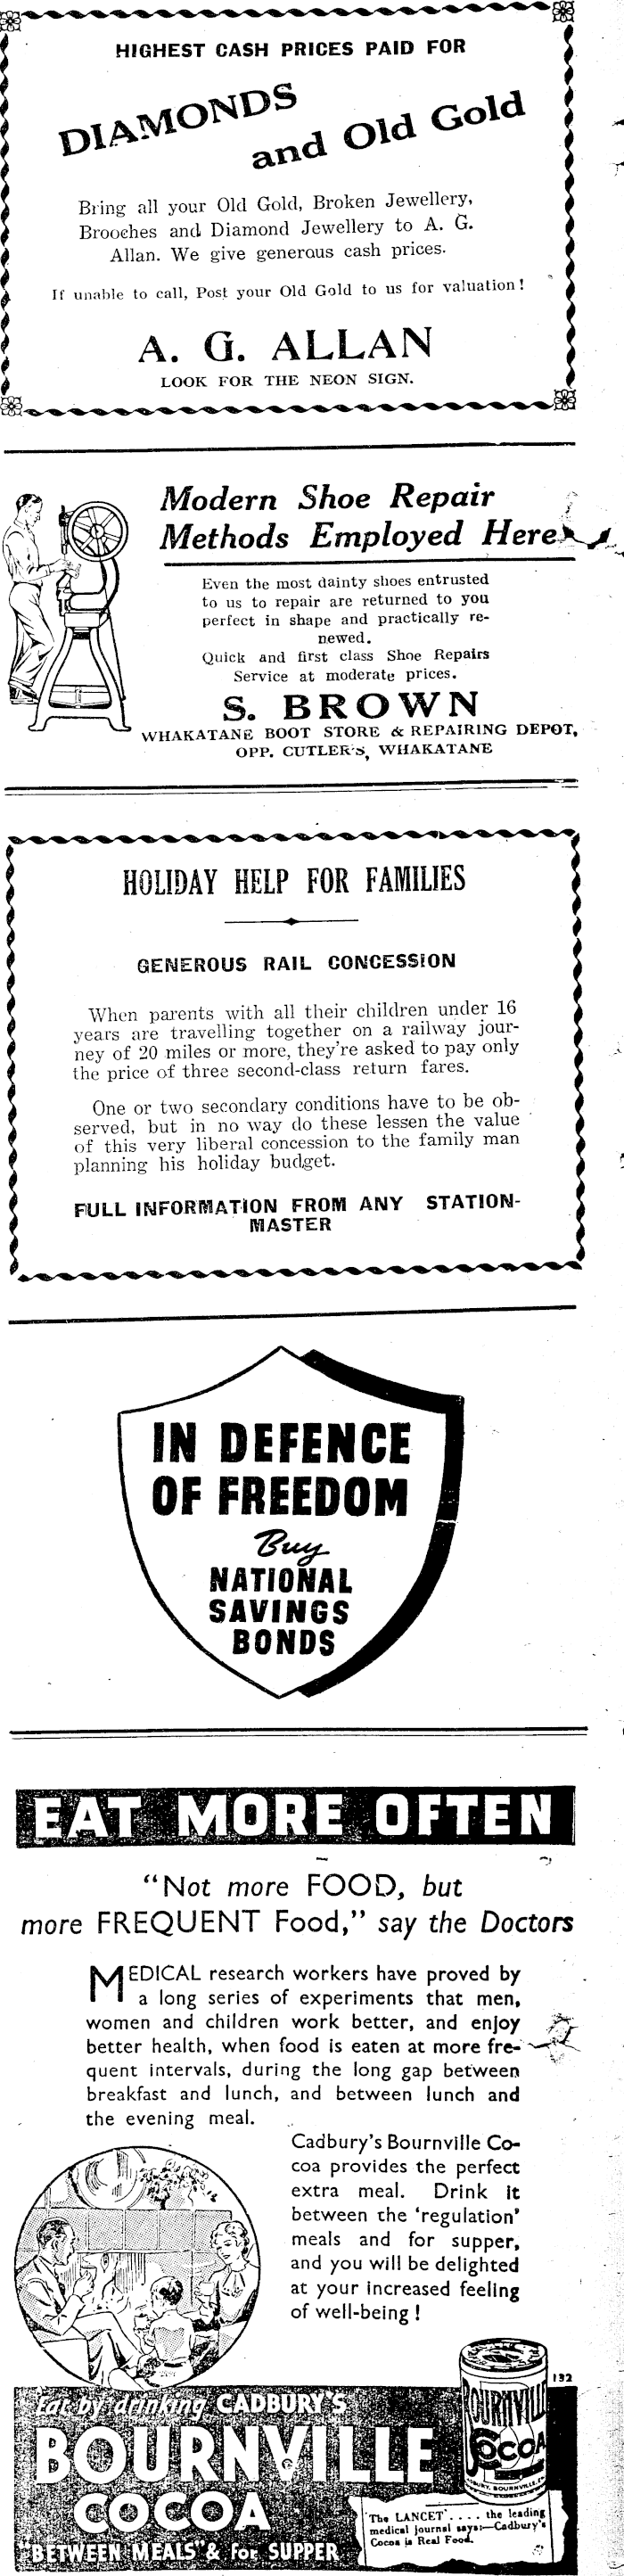 HIGHEST CASH PRICES PAID FOR
DIAMONDS
and Old Gold
Bring all your Old Gold, Broken Jewellery,
Brooches and Diamond Jewellery to A. G.
Allan. We give generous cash prices.
If unable to call, Post your Old Gold to us for valuation!
A. G. ALLAN
LOOK FOR THE NEON SIGN.
Modern Shoe Repair
Methods Employed Here
Even the most dainty shoes entrusted
to us to repair are returned to you
perfect in shape and practically re-
newed.
Quick and first class Shoe Repairs
Service at moderate prices.
S. BROWN
WHAKATANE BOOT STORE & REPAIRING DEPOT,
OPP. CUTLER'S, WHAKATANE
HOLIDAY HELP FOR FAMILIES
GENEROUS RAIL CONCESSION
When parents with all their children under 16
years are travelling together on a railway jour-
ney of 20 miles or more, they're asked to pay only
the price of three second-class return fares.
One or two secondary conditions have to be ob-
served, but in no way do these lessen the value
of this very liberal concession to the family man
planning his holiday budget.
FULL INFORMATION FROM ANY STATION-
MASTER
IN DEFENCE
OF FREEDOM
Buy
NATIONAL
SAVINGS
BONDS
EAT MORE OFTEN
"Not more FOOD, but
more FREQUENT Food," say the Doctors
MEDICAL research workers have proved by
a long series of experiments that men,
women and children work better, and enjoy
better health, when food is eaten at more fre-
quent intervals, during the long gap between
breakfast and lunch, and between lunch and
the evening meal.
Cadbury's Bournville Co-
coa provides the perfect
extra meal. Drink it
between the 'regulation'
meals and for supper,
and you will be delighted
at your increased feeling
of well-being!
132
Eat by drinking CADBURY'S
BOURNVILLE
COCOA
"BETWEEN MEALS" & for SUPPER
BOURNVILLE
COCOA
The LANCET . . . . the leading
medical journal says:—Cadbury's
Cocoa is Real Food.